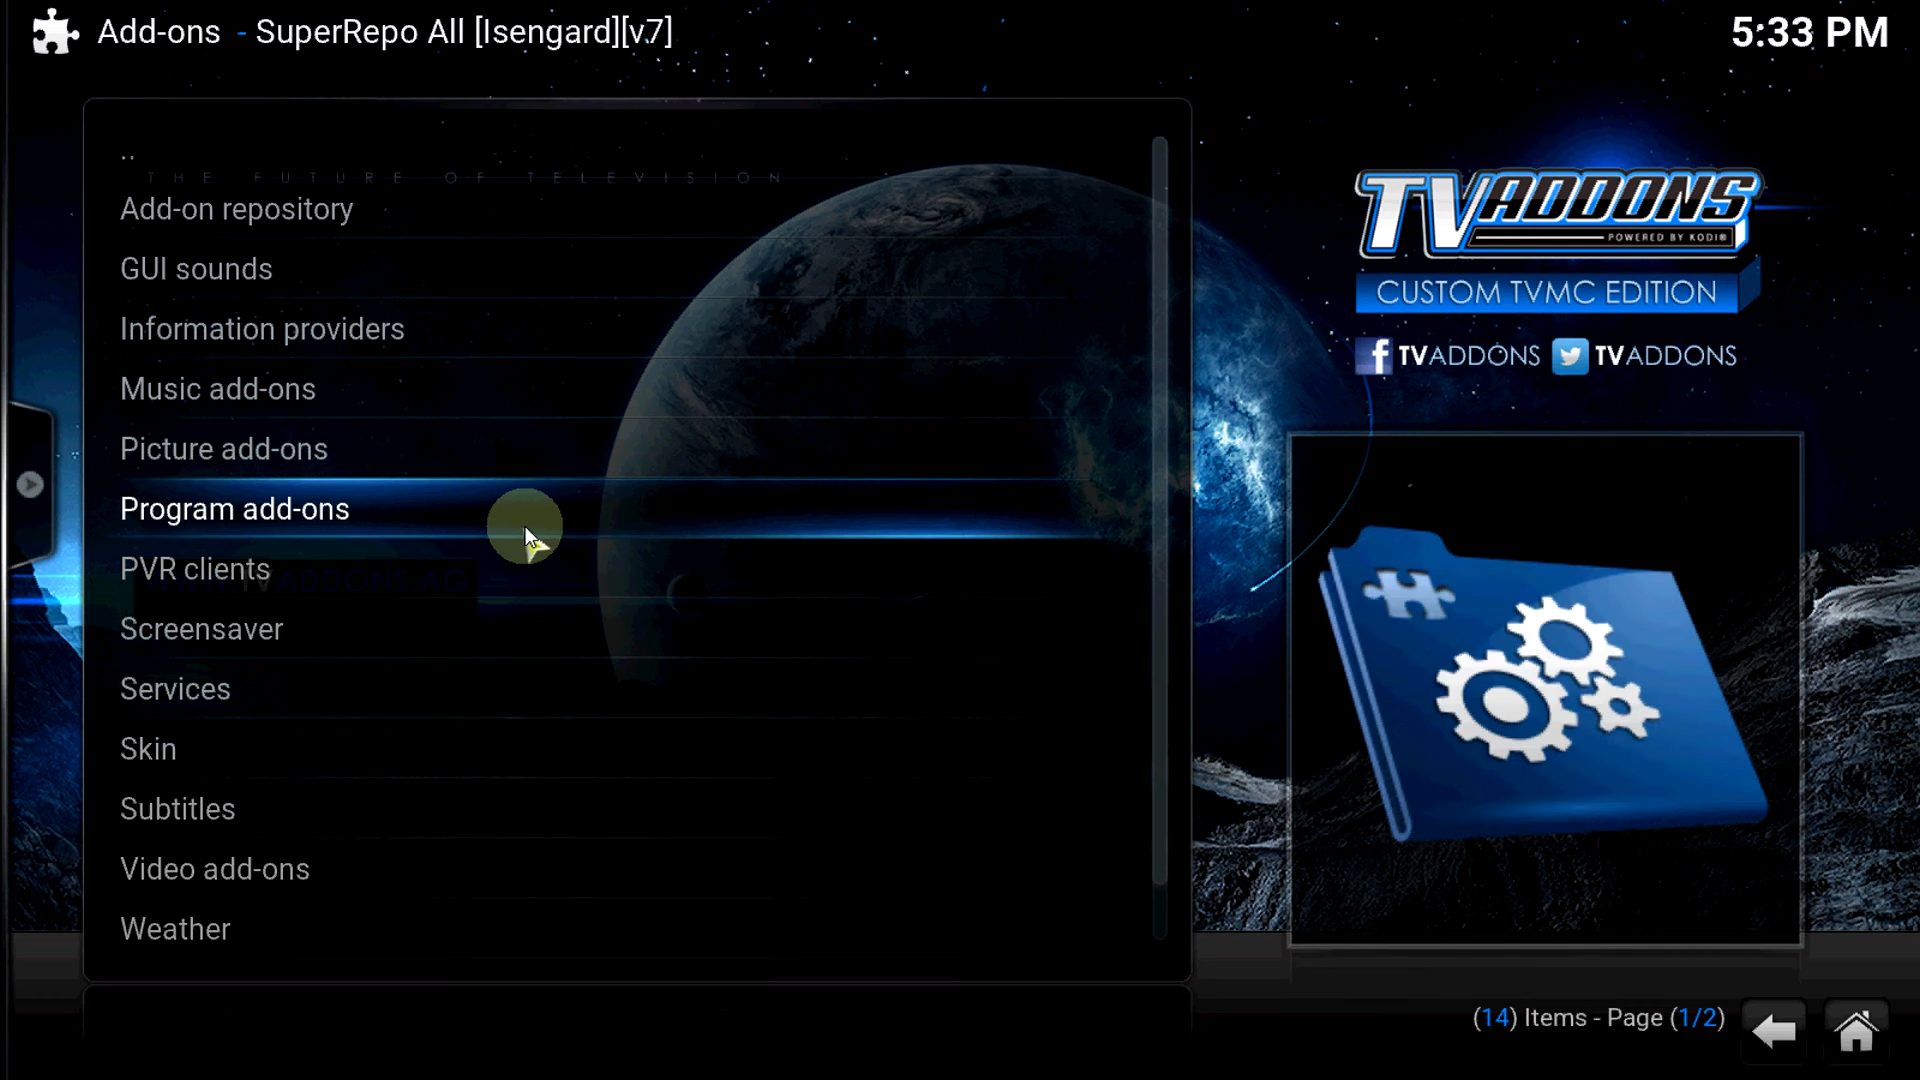 Add-ons - SuperRepo All [Isengard][v7]
5:33 PM
..
THE FUTURE OF TELEVISION
Add-on repository
GUI sounds
Information providers
Music add-ons
Picture add-ons
Program add-ons
PVR clients
TVADDONS.AG
Screensaver
Services
Skin
Subtitles
Video add-ons
Weather
TVADDONS
POWERED BY KODI®
CUSTOM TVMC EDITION
f TVADDONS TVADDONS
(14) Items - Page (1/2)